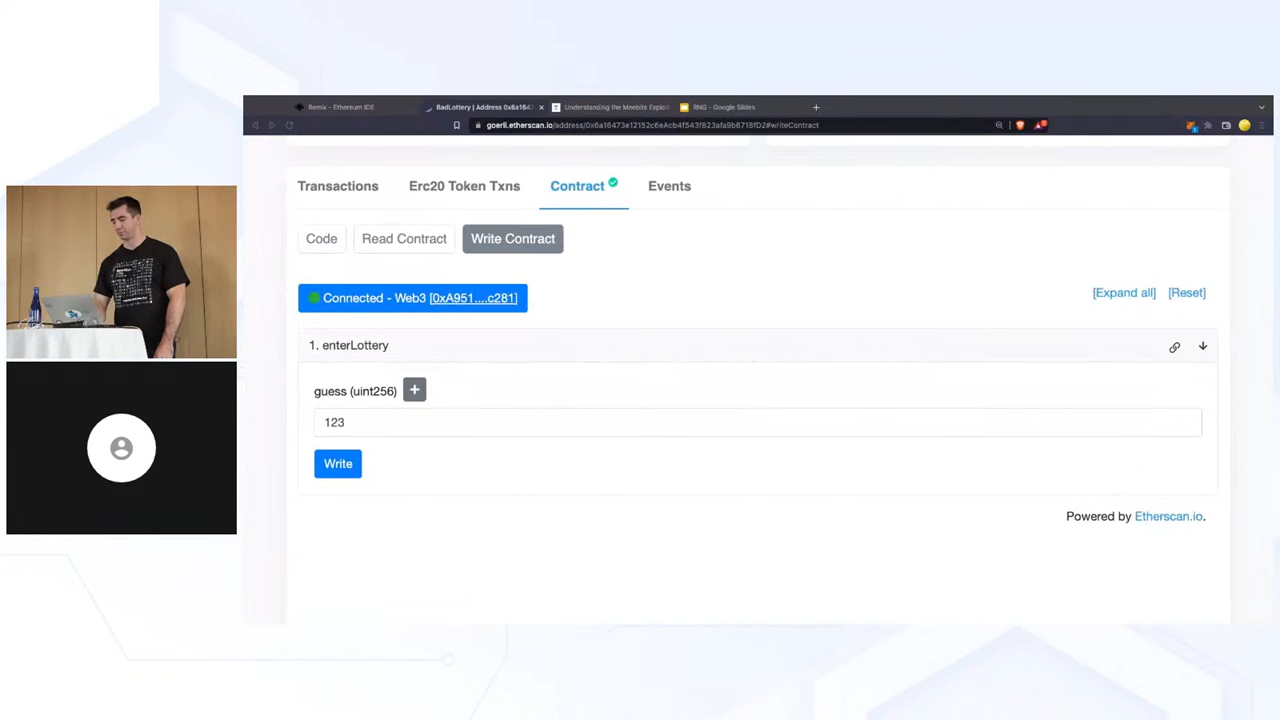 Remix - Ethereum IDE
BadLottery | Address 0x6a1647
Understanding the Meebits Exploi
RNG - Google Slides
goerli.etherscan.io/address/0x6a16473e12152c6eAcb4f543f823afa9b6718fD2#writeContract
Transactions
Erc20 Token Txns
Contract
Events
Code
Read Contract
Write Contract
Connected - Web3 [0xA951....c281]
[Expand all]
[Reset]
1. enterLottery
guess (uint256)
+
123
Write
Powered by Etherscan.io.